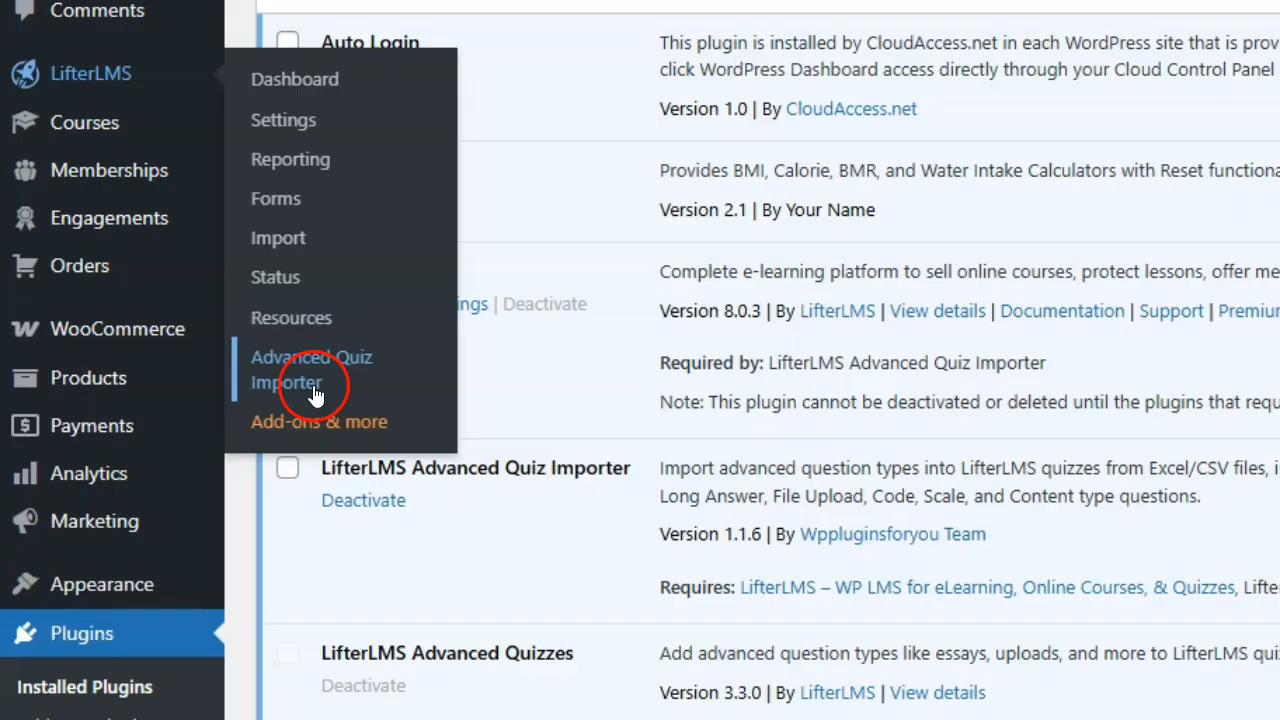 Comments
LifterLMS
Courses
Memberships
Engagements
Orders
WooCommerce
Products
Payments
Analytics
Marketing
Appearance
Plugins
Installed Plugins
Dashboard
Settings
Reporting
Forms
Import
Status
Resources
Advanced Quiz
Importer
Add-ons & more
Auto Login
This plugin is installed by CloudAccess.net in each WordPress site that is prov
click WordPress Dashboard access directly through your Cloud Control Panel
Version 1.0 | By CloudAccess.net
Provides BMI, Calorie, BMR, and Water Intake Calculators with Reset functiona
Version 2.1 | By Your Name
ings | Deactivate
Complete e-learning platform to sell online courses, protect lessons, offer me
Version 8.0.3 | By LifterLMS | View details | Documentation | Support | Premiun
Required by: LifterLMS Advanced Quiz Importer
Note: This plugin cannot be deactivated or deleted until the plugins that requ
LifterLMS Advanced Quiz Importer
Deactivate
Import advanced question types into LifterLMS quizzes from Excel/CSV files, i
Long Answer, File Upload, Code, Scale, and Content type questions.
Version 1.1.6 | By Wppluginsforyou Team
Requires: LifterLMS – WP LMS for eLearning, Online Courses, & Quizzes, Lifte
LifterLMS Advanced Quizzes
Deactivate
Add advanced question types like essays, uploads, and more to LifterLMS qui
Version 3.3.0 | By LifterLMS | View details